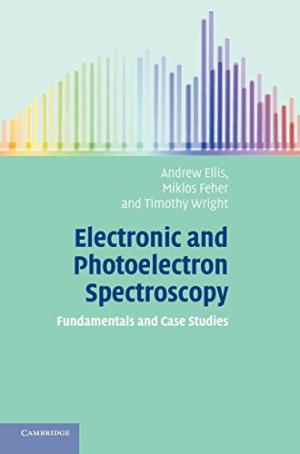 Andrew Ellis,
Miklos Feher
and Timothy Wright
Electronic and
Photoelectron
Spectroscopy
Fundamentals and Case Studies
CAMBRIDGE